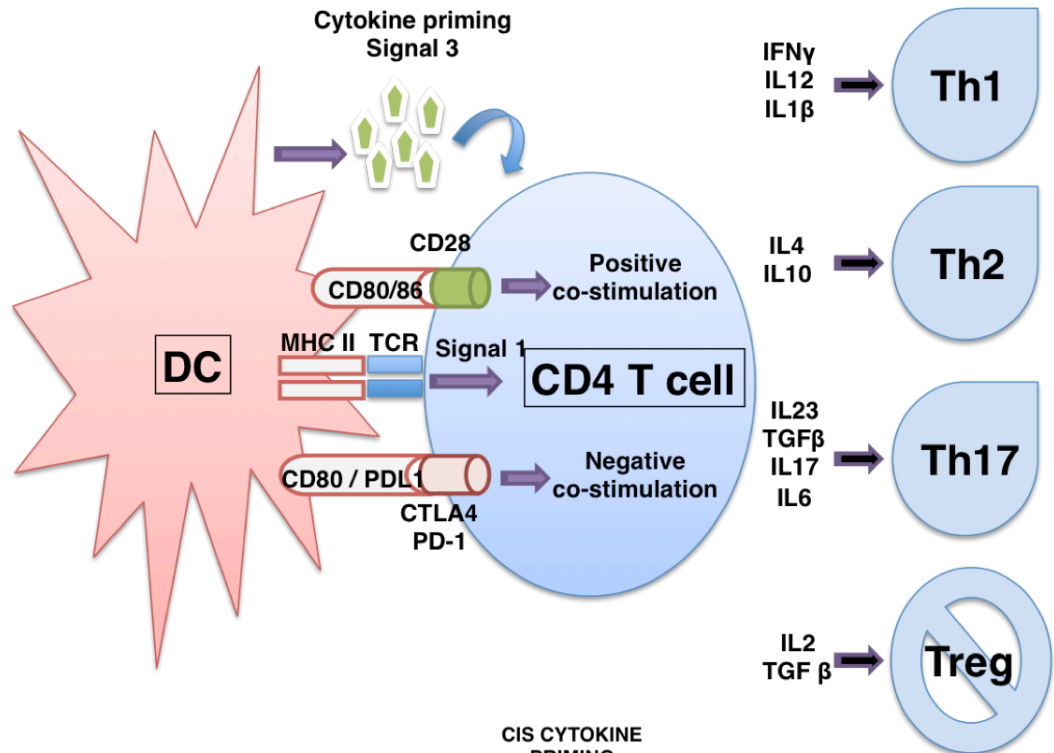 Cytokine priming
Signal 3
CD28
CD80/86
Positive
co-stimulation
MHC II TCR
Signal 1
DC
CD4 T cell
CD80 / PDL1
Negative
co-stimulation
CTLA4
PD-1
IFNγ
IL12
IL1β
Th1
IL4
IL10
Th2
IL23
TGFβ
IL17
IL6
Th17
IL2
TGF β
Treg
CIS CYTOKINE
PRIMING